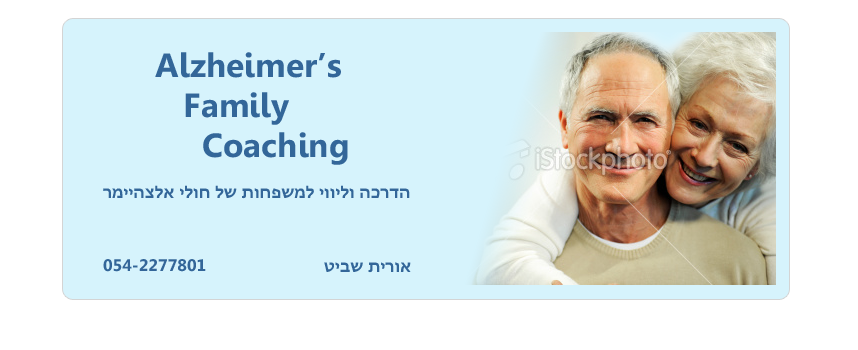 Alzheimer's
Family
Coaching
הדרכה וליווי למשפחות של חולי אלצהיימר
אורית שביט
054-2277801
iStockphoto